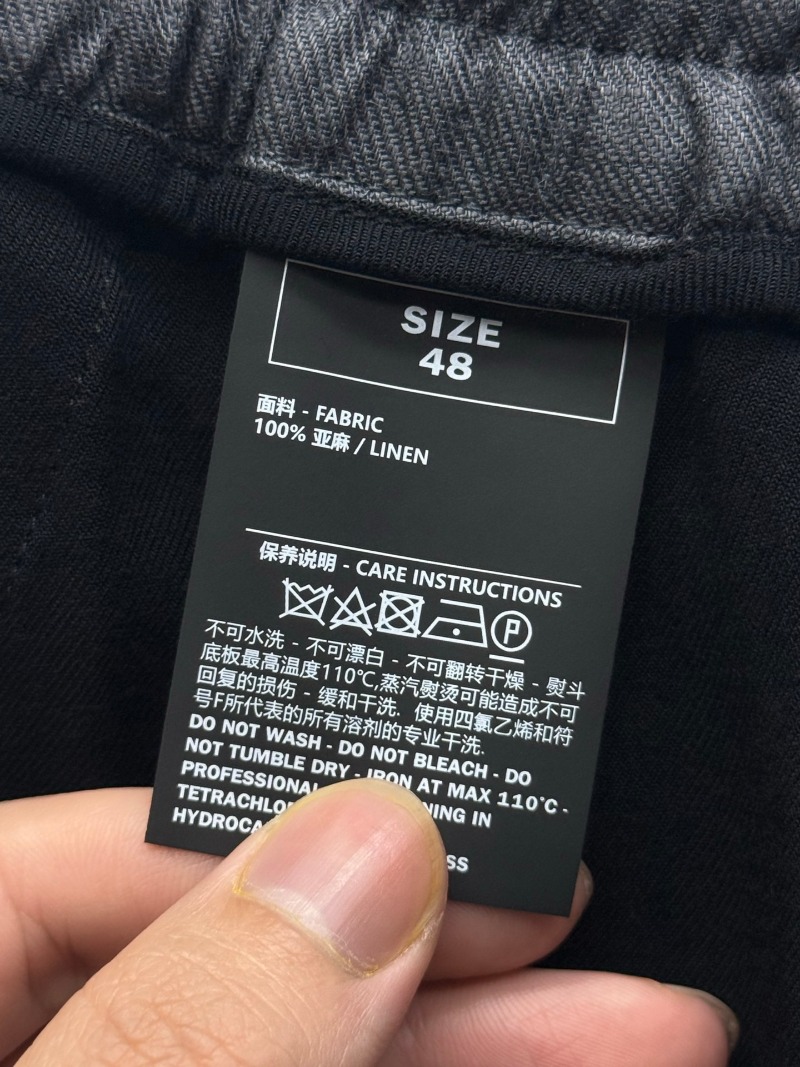 SIZE
48
面料 - FABRIC
100% 亚麻 / LINEN
保养说明 - CARE INSTRUCTIONS
P
不可水洗 - 不可漂白 - 不可翻转干燥 - 熨斗
底板最高温度110℃,蒸汽熨烫可能造成不可
回复的损伤 - 缓和干洗. 使用四氯乙烯和符
号F所代表的所有溶剂的专业干洗.
DO NOT WASH - DO NOT BLEACH - DO
NOT TUMBLE DRY - IRON AT MAX 110℃ -
PROFESSIONAL
IN